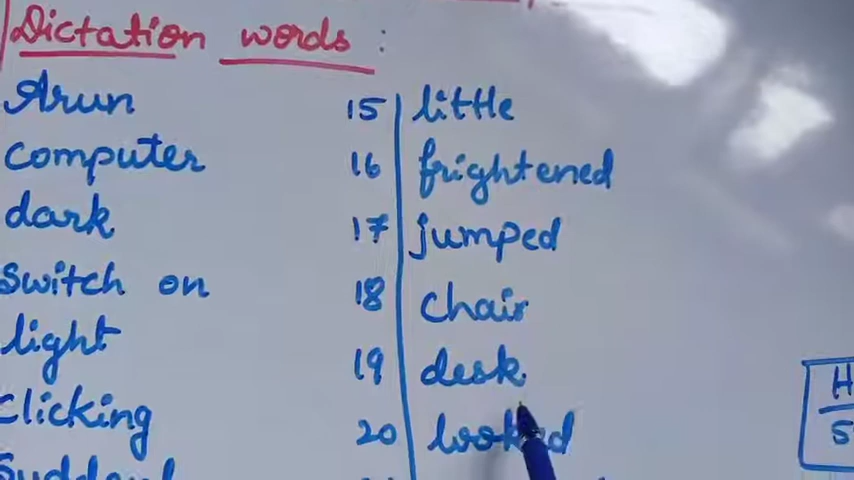 Dictation words :
Arun
computer
dark
Switch on
light
clicking
15 little
16 frightened
17 jumped
18 chair
19 desk
20 looked
H